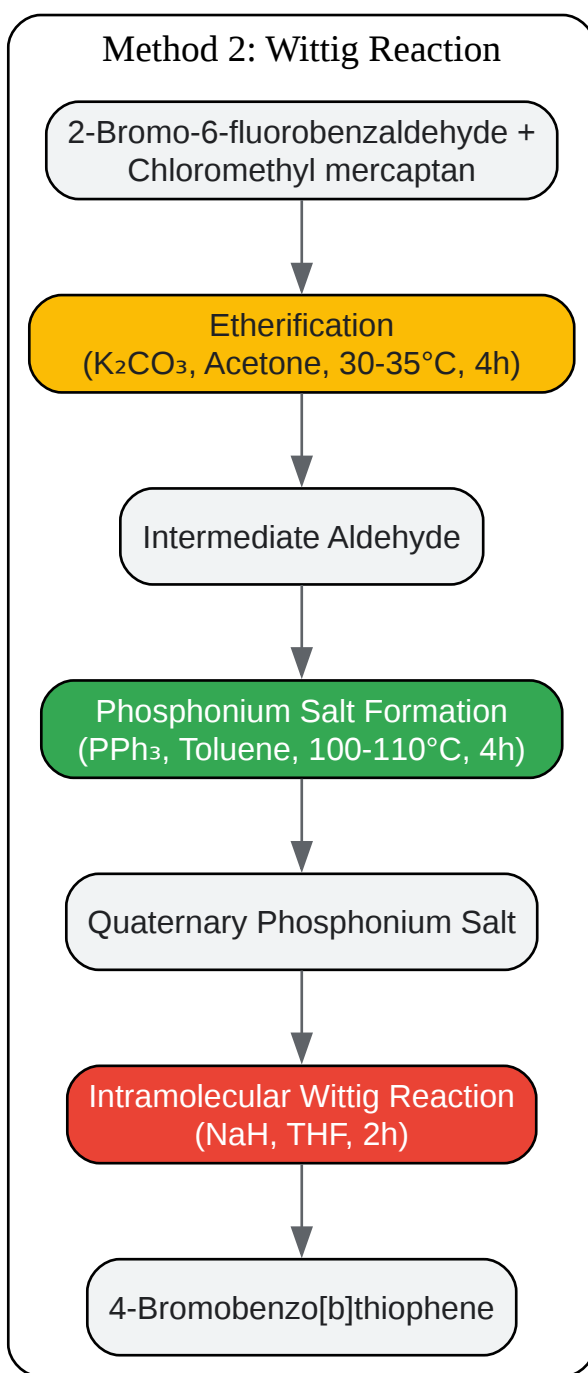 Method 2: Wittig Reaction
2-Bromo-6-fluorobenzaldehyde +
Chloromethyl mercaptan
Etherification
(K₂CO₃, Acetone, 30-35°C, 4h)
Intermediate Aldehyde
Phosphonium Salt Formation
(PPh₃, Toluene, 100-110°C, 4h)
Quaternary Phosphonium Salt
Intramolecular Wittig Reaction
(NaH, THF, 2h)
4-Bromobenzo[b]thiophene